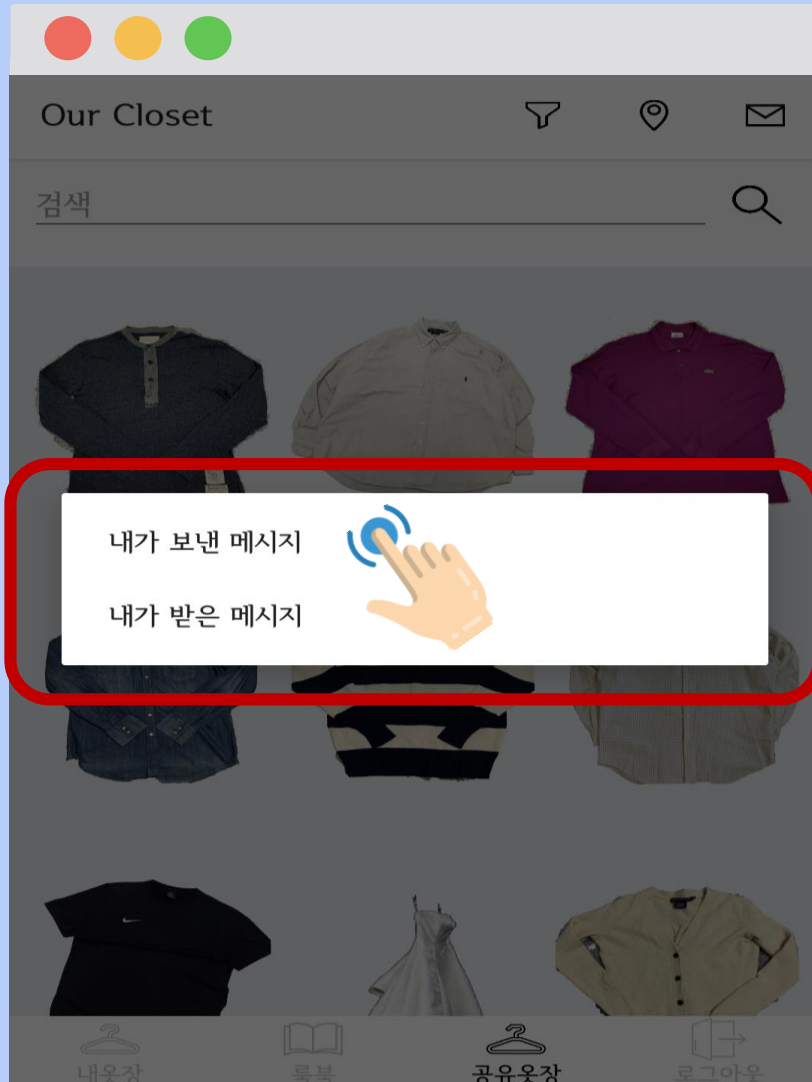 Our Closet
검색
내가 보낸 메시지
내가 받은 메시지
내옷장
룩북
공유옷장
로그아웃